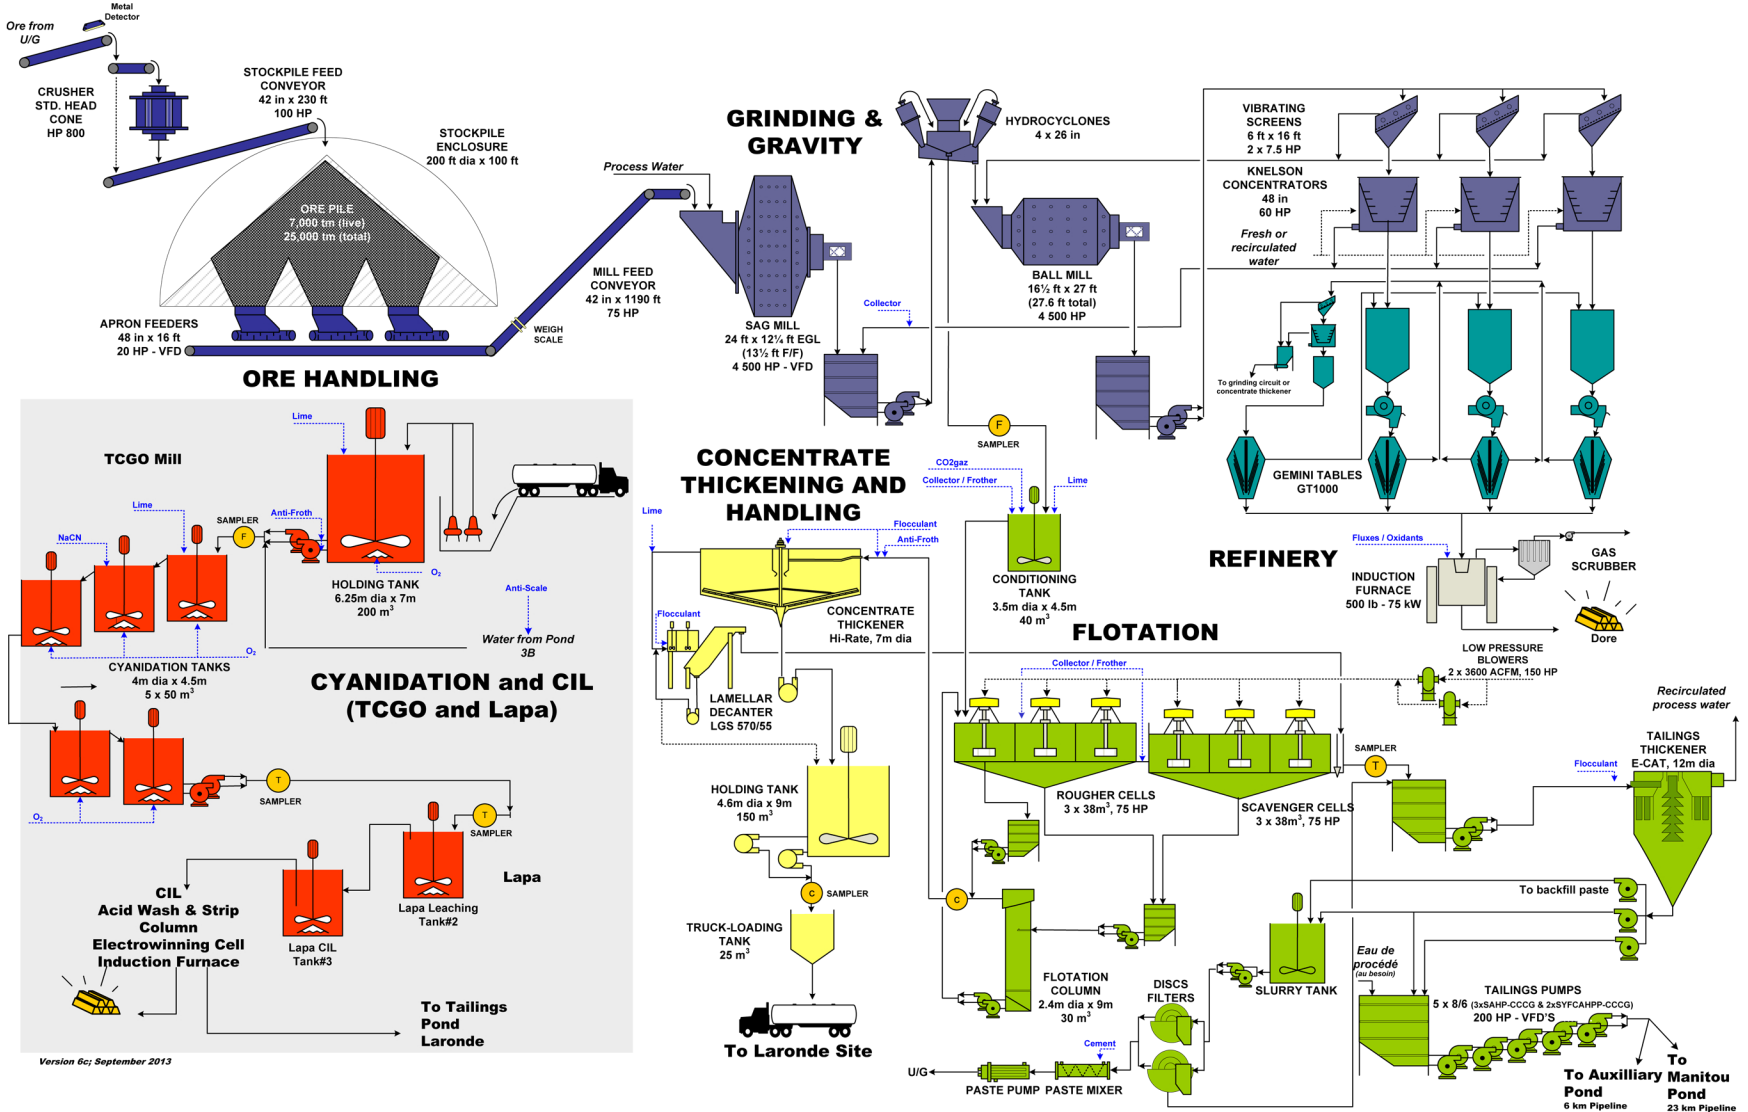 Metal
Detector
Ore from
U/G
CRUSHER
STD. HEAD
CONE
HP 800
STOCKPILE FEED
CONVEYOR
42 in x 230 ft
100 HP
STOCKPILE
ENCLOSURE
200 ft dia x 100 ft
ORE PILE
7,000 tm (live)
25,000 tm (total)
APRON FEEDERS
48 in x 16 ft
20 HP - VFD
ORE HANDLING
WEIGH
SCALE
MILL FEED
CONVEYOR
42 in x 1190 ft
75 HP
Process Water
GRINDING &
GRAVITY
SAG MILL
24 ft x 12¼ ft EGL
(13½ ft F/F)
4 500 HP - VFD
HYDROCYCLONES
4 x 26 in
Collector
BALL MILL
16½ ft x 27 ft
(27.6 ft total)
4 500 HP
VIBRATING
SCREENS
6 ft x 16 ft
2 x 7.5 HP
KNELSON
CONCENTRATORS
48 in
60 HP
Fresh or
recirculated
water
To grinding circuit or
concentrate thickener
GEMINI TABLES
GT1000
REFINERY
Fluxes / Oxidants
INDUCTION
FURNACE
500 lb - 75 kW
GAS
SCRUBBER
Dore
F
SAMPLER
CO2gaz
Collector / Frother
Lime
CONDITIONING
TANK
3.5m dia x 4.5m
40 m³
FLOTATION
CONCENTRATE
THICKENING AND
HANDLING
Lime
Flocculant
Anti-Froth
CONCENTRATE
THICKENER
Hi-Rate, 7m dia
Flocculant
LAMELLAR
DECANTER
LGS 570/55
HOLDING TANK
4.6m dia x 9m
150 m³
C
SAMPLER
TRUCK-LOADING
TANK
25 m³
To Laronde Site
Collector / Frother
LOW PRESSURE
BLOWERS
2 x 3600 ACFM, 150 HP
ROUGHER CELLS
3 x 38m³, 75 HP
SCAVENGER CELLS
3 x 38m³, 75 HP
SAMPLER
T
Recirculated
process water
TAILINGS
THICKENER
E-CAT, 12m dia
Flocculant
C
FLOTATION
COLUMN
2.4m dia x 9m
30 m³
To backfill paste
SLURRY TANK
DISCS
FILTERS
Eau de
procédé
(au besoin)
TAILINGS PUMPS
5 x 8/6 (3xSAHP-CCCG & 2xSYFCAHPP-CCCG)
200 HP - VFD'S
Cement
U/G
PASTE PUMP
PASTE MIXER
To Auxilliary
Pond
6 km Pipeline
To
Manitou
Pond
23 km Pipeline
TCGO Mill
Lime
HOLDING TANK
6.25m dia x 7m
200 m³
O₂
Anti-Froth
SAMPLER
F
Lime
NaCN
Anti-Scale
Water from Pond
3B
O₂
CYANIDATION TANKS
4m dia x 4.5m
5 x 50 m³
CYANIDATION and CIL
(TCGO and Lapa)
O₂
T
SAMPLER
T
SAMPLER
Lapa
Lapa Leaching
Tank#2
Lapa CIL
Tank#3
CIL
Acid Wash & Strip
Column
Electrowinning Cell
Induction Furnace
To Tailings
Pond
Laronde
Version 6c; September 2013